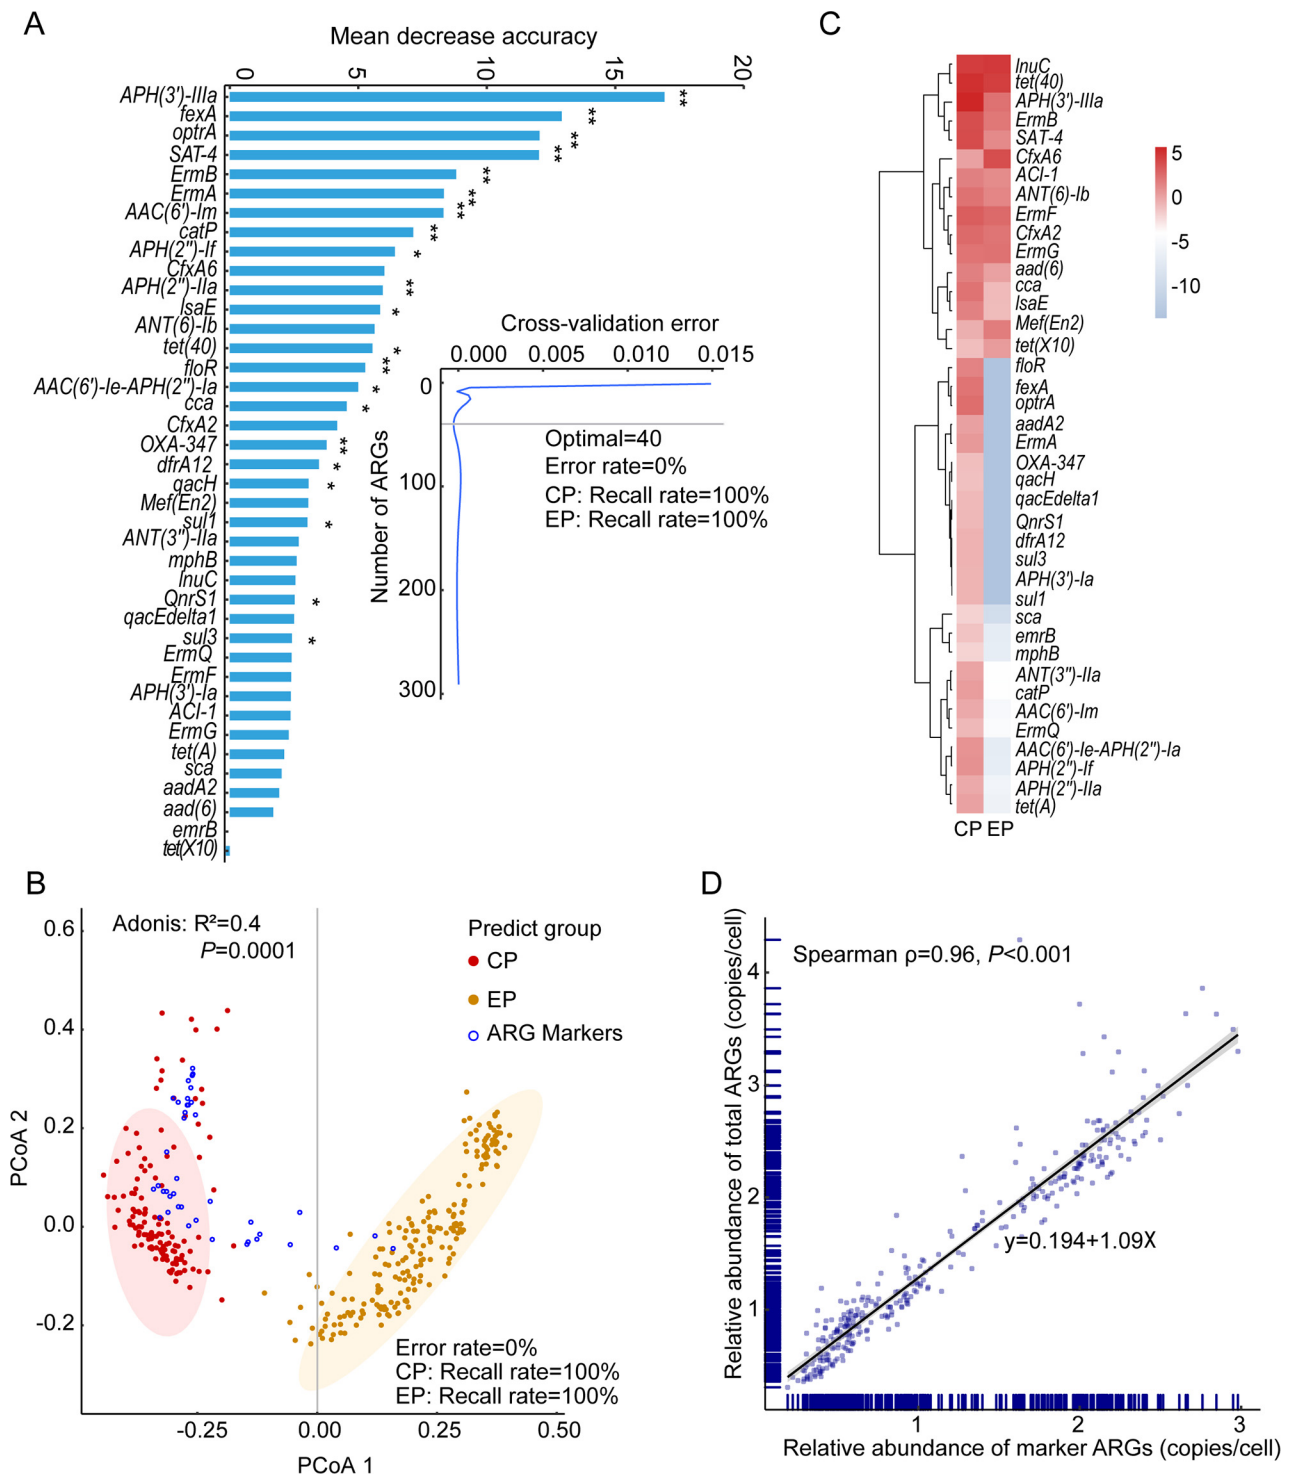 A
Mean decrease accuracy
0 5 10 15 20
APH(3')-IIIa **
fexA **
optrA **
SAT-4 **
ErmB **
ErmA **
AAC(6')-Im **
catP **
APH(2")-If *
CfxA6
APH(2")-IIa **
lsaE *
ANT(6)-Ib
tet(40) *
floR **
AAC(6')-Ie-APH(2")-Ia *
cca *
CfxA2
OXA-347 **
dfrA12 *
qacH *
Mef(En2)
sul1 *
ANT(3")-IIa
mphB
lnuC
QnrS1 *
qacEdelta1
sul3 *
ErmQ
ErmF
APH(3')-Ia
ACI-1
ErmG
tet(A)
sca
aadA2
aad(6)
emrB
tet(X10)
Cross-validation error
0.000 0.005 0.010 0.015
Number of ARGs
0
100
200
300
Optimal=40
Error rate=0%
CP: Recall rate=100%
EP: Recall rate=100%
C
lnuC
tet(40)
APH(3')-IIIa
ErmB
SAT-4
CfxA6
ACI-1
ANT(6)-Ib
ErmF
CfxA2
ErmG
aad(6)
cca
lsaE
Mef(En2)
tet(X10)
floR
fexA
optrA
aadA2
ErmA
OXA-347
qacH
qacEdelta1
QnrS1
dfrA12
sul3
APH(3')-Ia
sul1
sca
emrB
mphB
ANT(3")-IIa
catP
AAC(6')-Im
ErmQ
AAC(6')-Ie-APH(2")-Ia
APH(2")-If
APH(2")-IIa
tet(A)
CP EP
5
0
-5
-10
B
Adonis: R²=0.4
P=0.0001
Predict group
CP
EP
ARG Markers
PCoA 2
0.6
0.4
0.2
0.0
-0.2
Error rate=0%
CP: Recall rate=100%
EP: Recall rate=100%
-0.25 0.00 0.25 0.50
PCoA 1
D
Relative abundance of total ARGs (copies/cell)
Spearman ρ=0.96, P<0.001
4
3
2
1
y=0.194+1.09X
1 2 3
Relative abundance of marker ARGs (copies/cell)